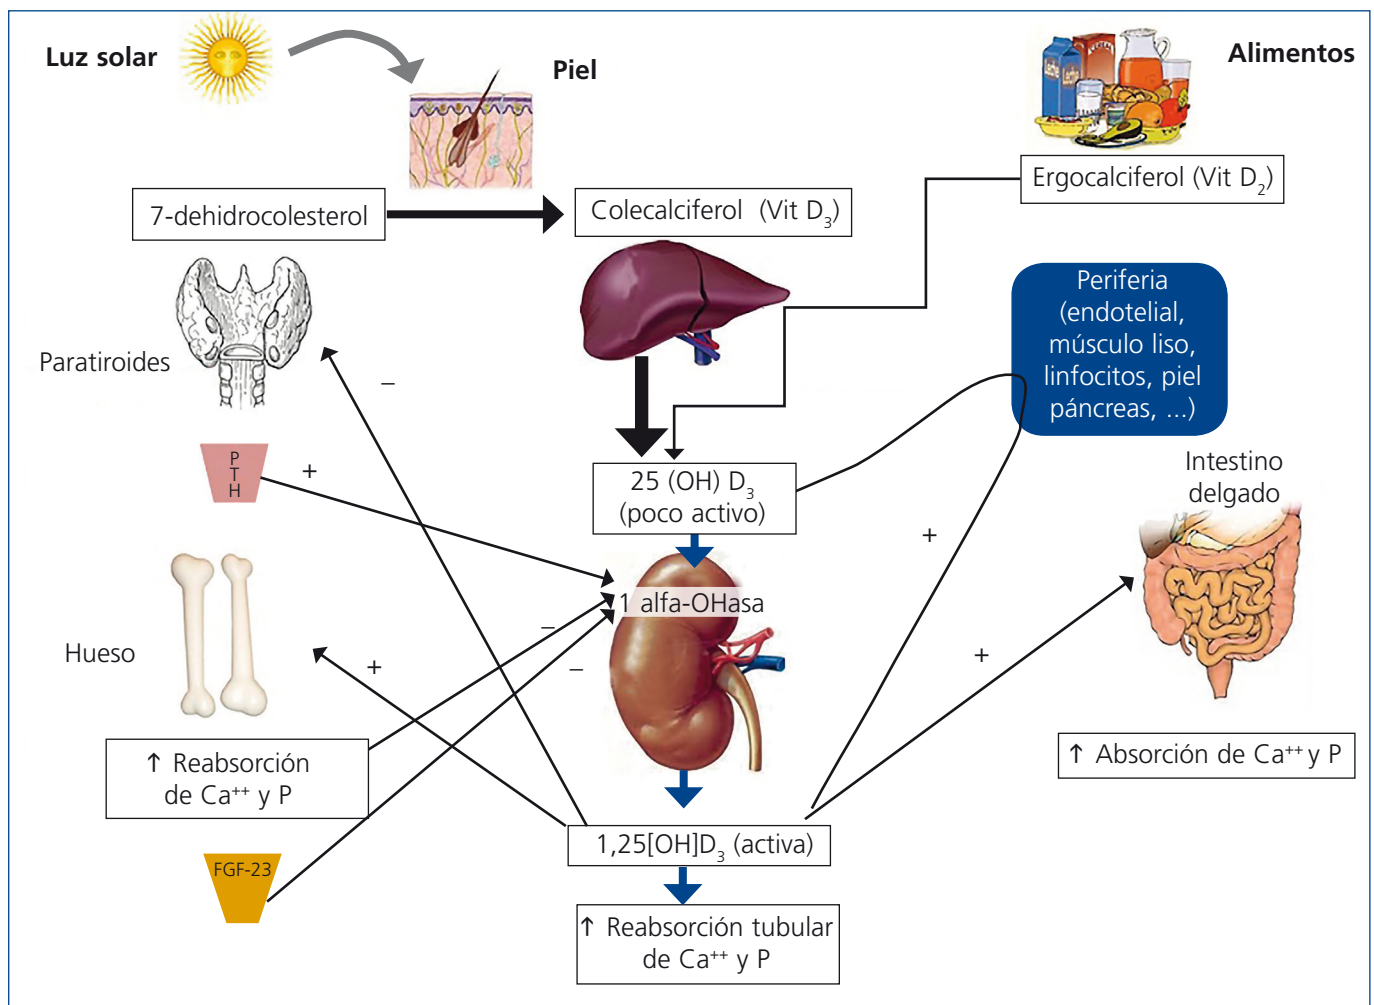 Luz solar
Piel
Alimentos
Leche
Ergocalciferol (Vit D₂)
7-dehidrocolesterol
Colecalciferol (Vit D₃)
Periferia
(endotelial,
músculo liso,
linfocitos, piel
páncreas, ...)
Paratiroides
–
P
T
H
+
25 (OH) D₃
(poco activo)
Intestino
delgado
+
1 alfa-OHasa
–
Hueso
+
–
+
↑ Reabsorción
de Ca⁺⁺ y P
↑ Absorción de Ca⁺⁺ y P
1,25[OH]D₃ (activa)
FGF-23
↑ Reabsorción tubular
de Ca⁺⁺ y P